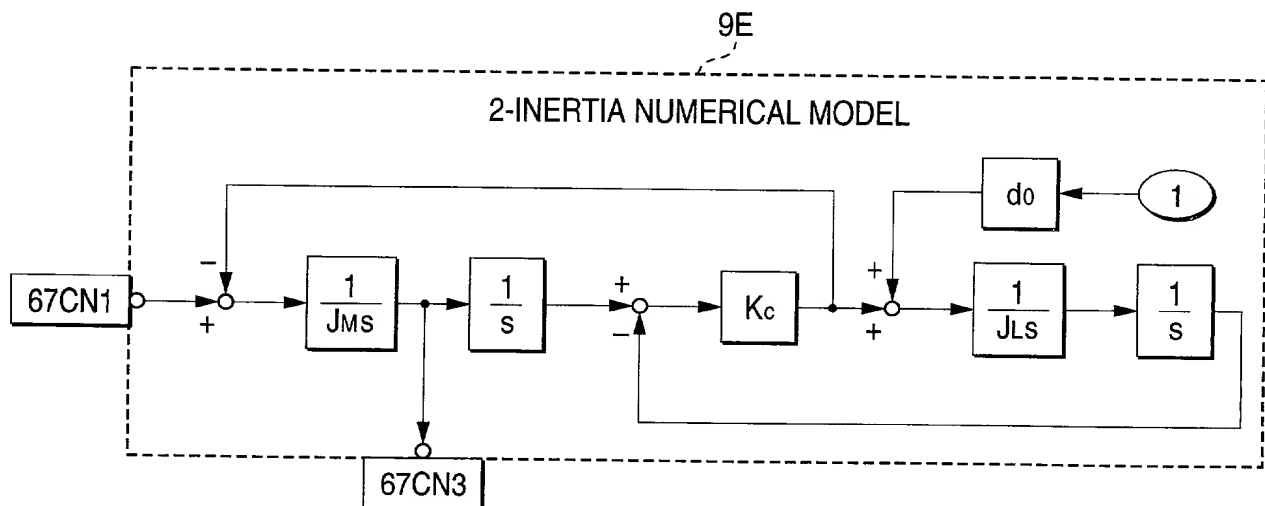 9E
2-INERTIA NUMERICAL MODEL
d0
1
−
+
67CN1
+
1
JMS
1
s
+
−
Kc
+
1
JLS
1
s
67CN3